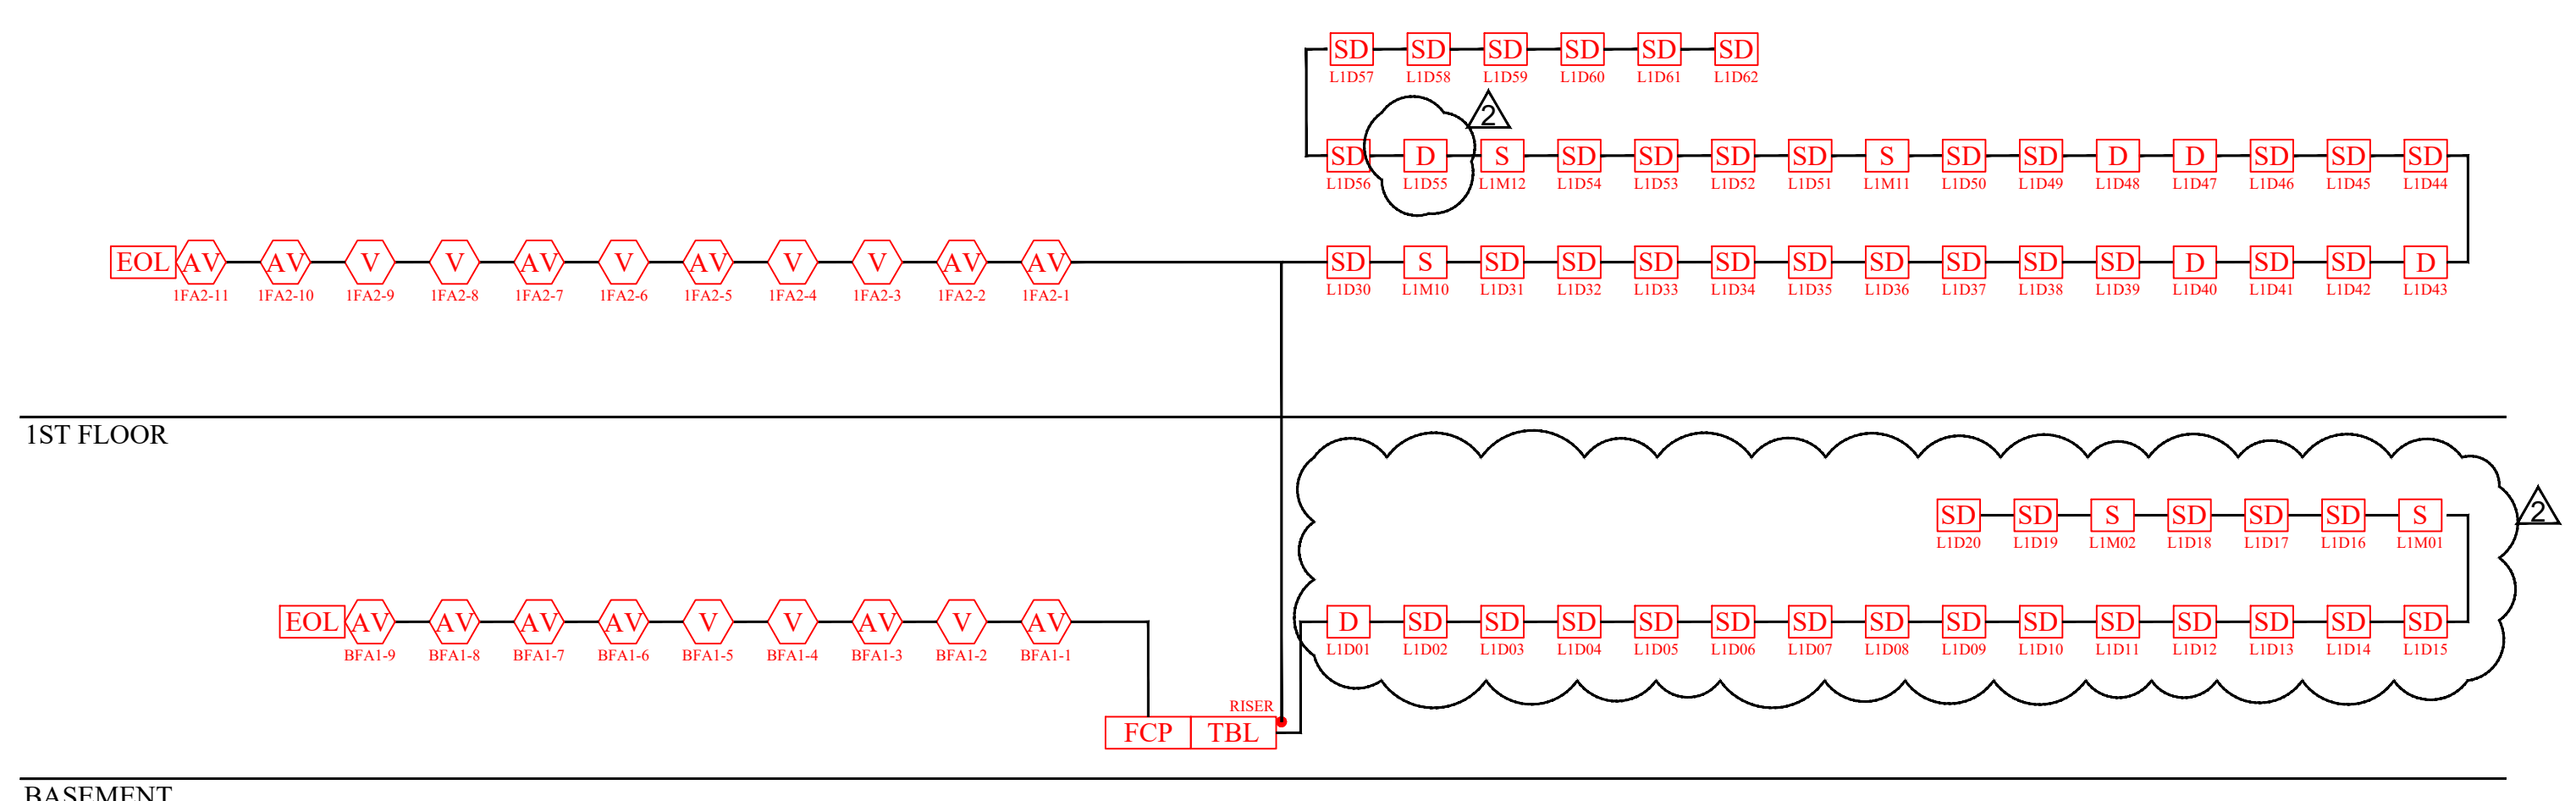 SD SD SD SD SD SD
L1D57 L1D58 L1D59 L1D60 L1D61 L1D62
2
SD D S SD SD SD SD S SD SD D D SD SD SD
L1D56 L1D55 L1M12 L1D54 L1D53 L1D52 L1D51 L1M11 L1D50 L1D49 L1D48 L1D47 L1D46 L1D45 L1D44
EOL AV AV V V AV V AV V V AV AV SD S SD SD SD SD SD SD SD SD SD D SD SD D
1FA2-11 1FA2-10 1FA2-9 1FA2-8 1FA2-7 1FA2-6 1FA2-5 1FA2-4 1FA2-3 1FA2-2 1FA2-1 L1D30 L1M10 L1D31 L1D32 L1D33 L1D34 L1D35 L1D36 L1D37 L1D38 L1D39 L1D40 L1D41 L1D42 L1D43
1ST FLOOR
SD SD S SD SD SD S 2
L1D20 L1D19 L1M02 L1D18 L1D17 L1D16 L1M01
EOL AV AV AV AV V V AV V AV D SD SD SD SD SD SD SD SD SD SD SD SD SD SD
BFA1-9 BFA1-8 BFA1-7 BFA1-6 BFA1-5 BFA1-4 BFA1-3 BFA1-2 BFA1-1 L1D01 L1D02 L1D03 L1D04 L1D05 L1D06 L1D07 L1D08 L1D09 L1D10 L1D11 L1D12 L1D13 L1D14 L1D15
RISER
FCP TBL
BASEMENT